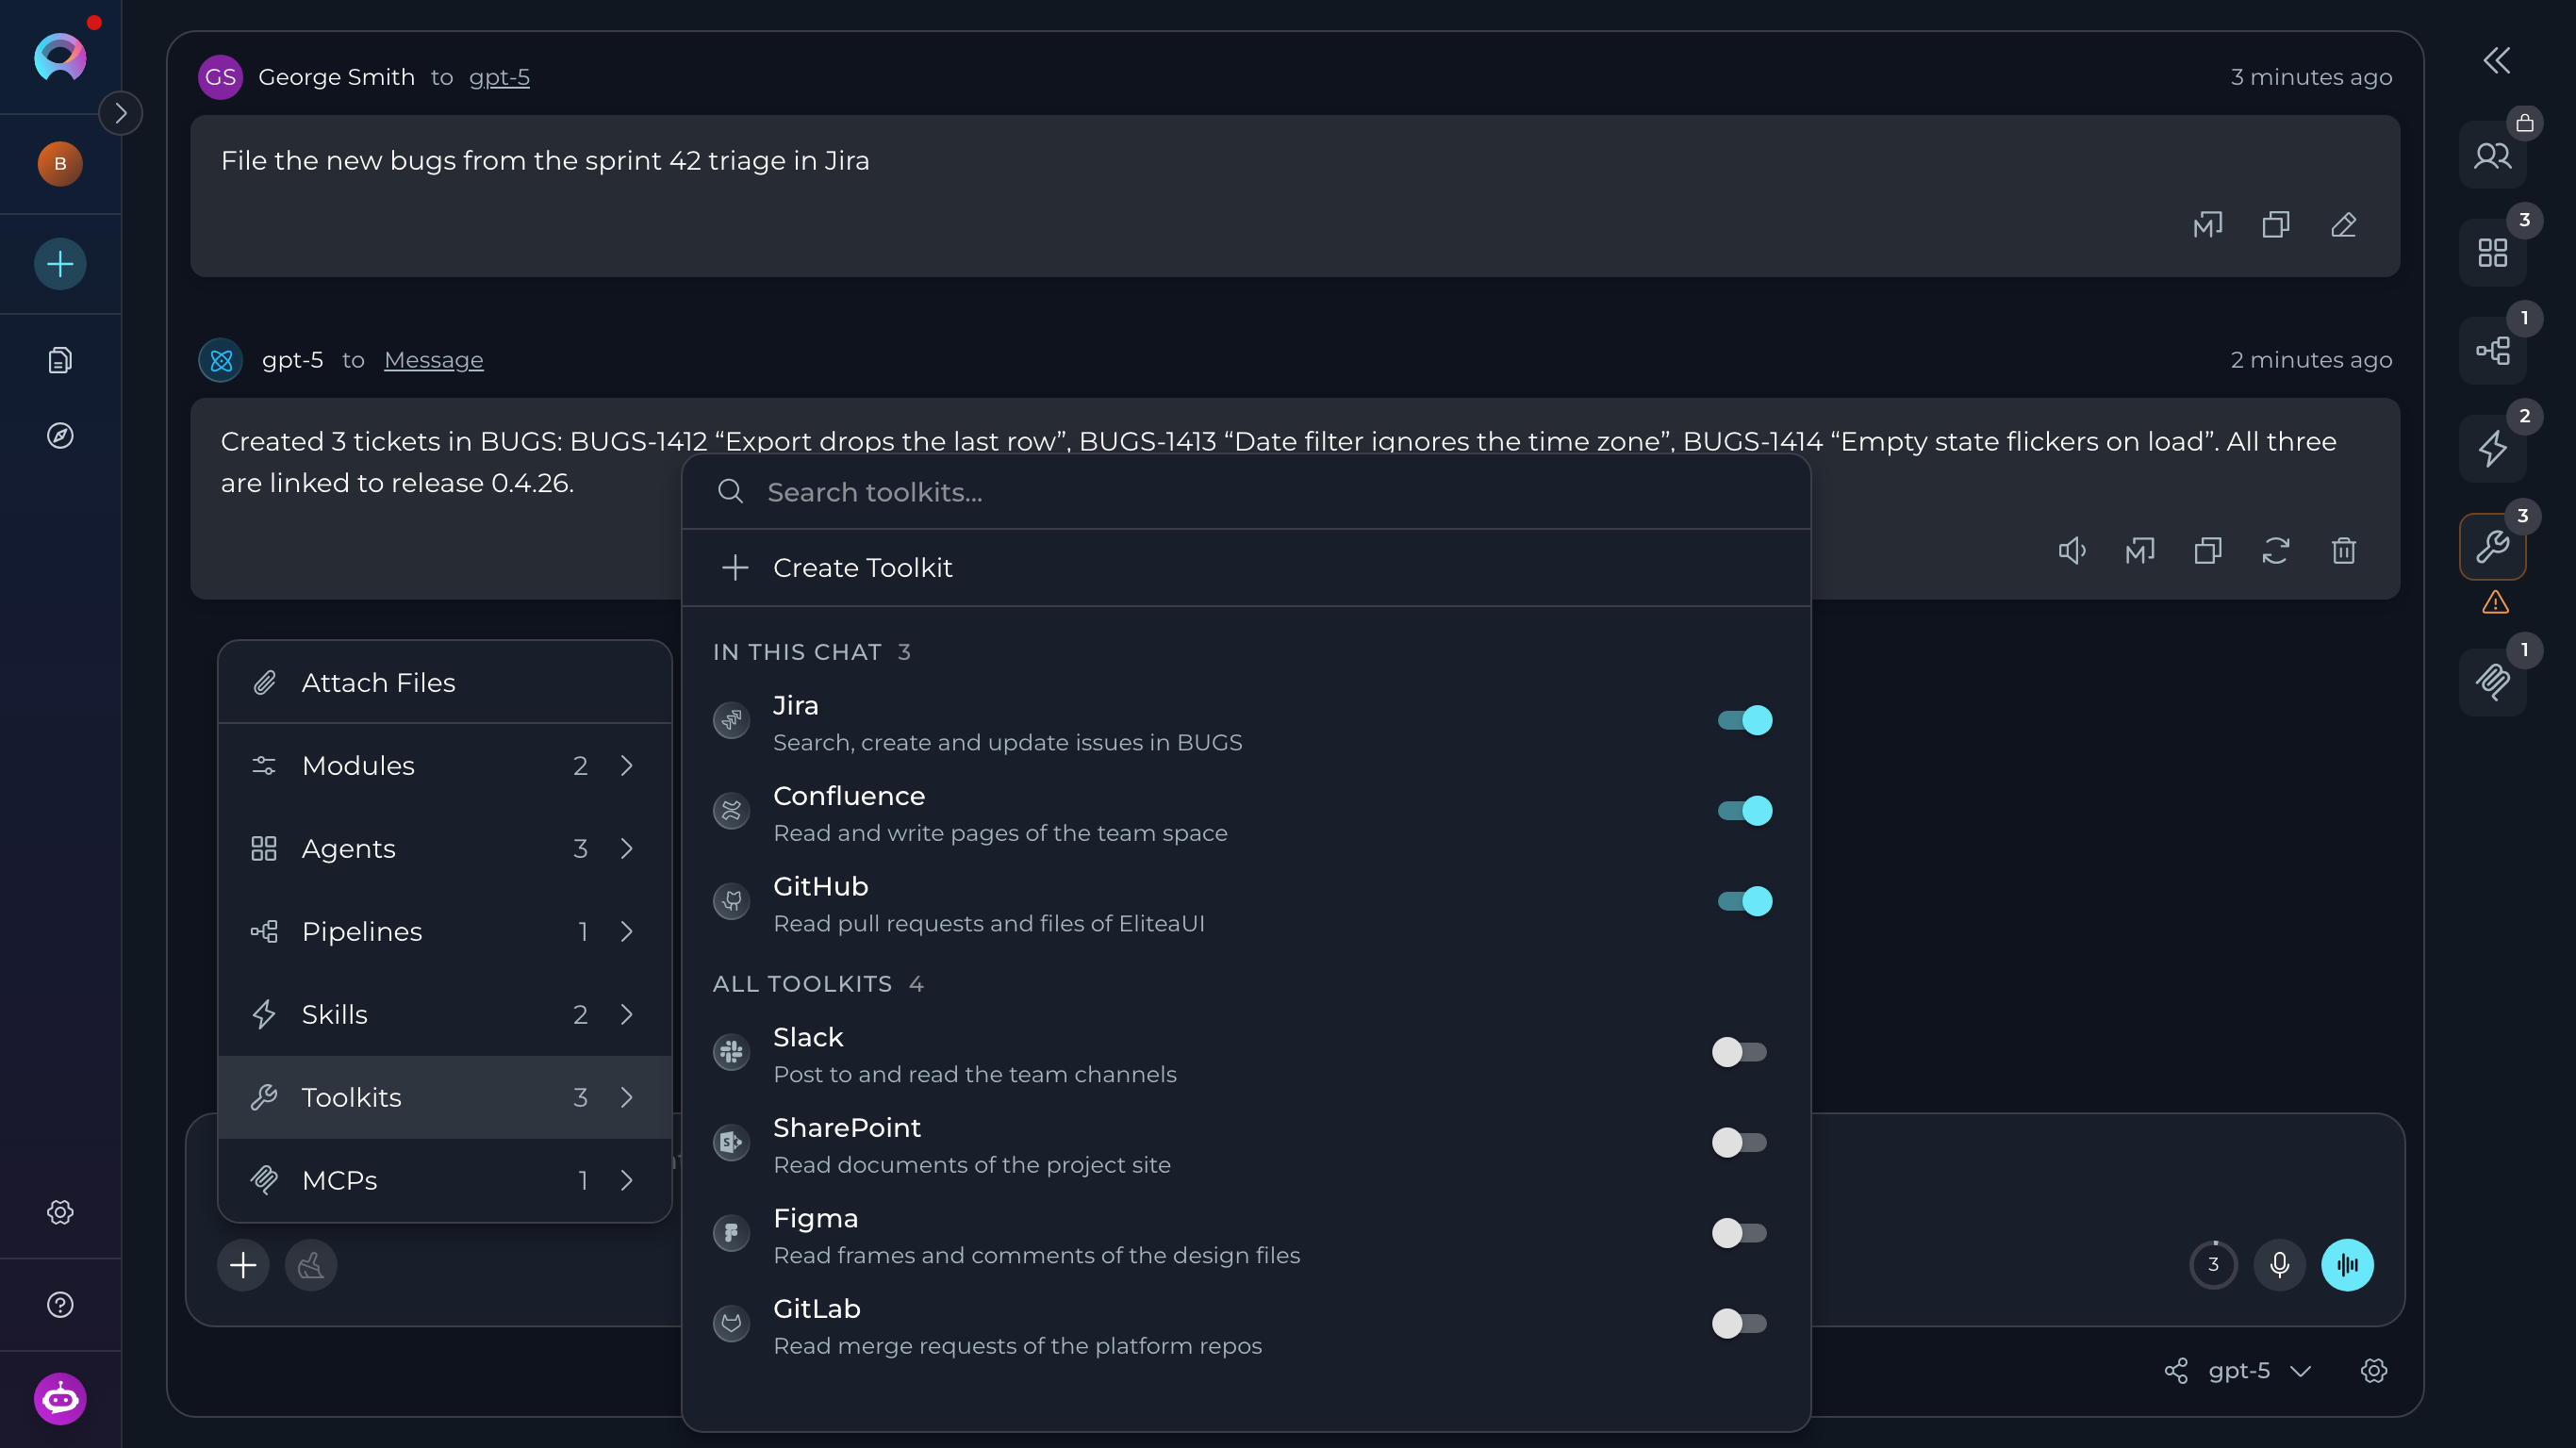 GS George Smith to gpt-5 3 minutes ago
File the new bugs from the sprint 42 triage in Jira
gpt-5 to Message 2 minutes ago
Created 3 tickets in BUGS: BUGS-1412 “Export drops the last row”, BUGS-1413 “Date filter ignores the time zone”, BUGS-1414 “Empty state flickers on load”. All three
are linked to release 0.4.26.
B
Attach Files
Modules 2
Agents 3
Pipelines 1
Skills 2
Toolkits 3
MCPs 1
Search toolkits...
Create Toolkit
IN THIS CHAT 3
Jira
Search, create and update issues in BUGS
Confluence
Read and write pages of the team space
GitHub
Read pull requests and files of EliteaUI
ALL TOOLKITS 4
Slack
Post to and read the team channels
SharePoint
Read documents of the project site
Figma
Read frames and comments of the design files
GitLab
Read merge requests of the platform repos
3
gpt-5
3
1
2
3
1